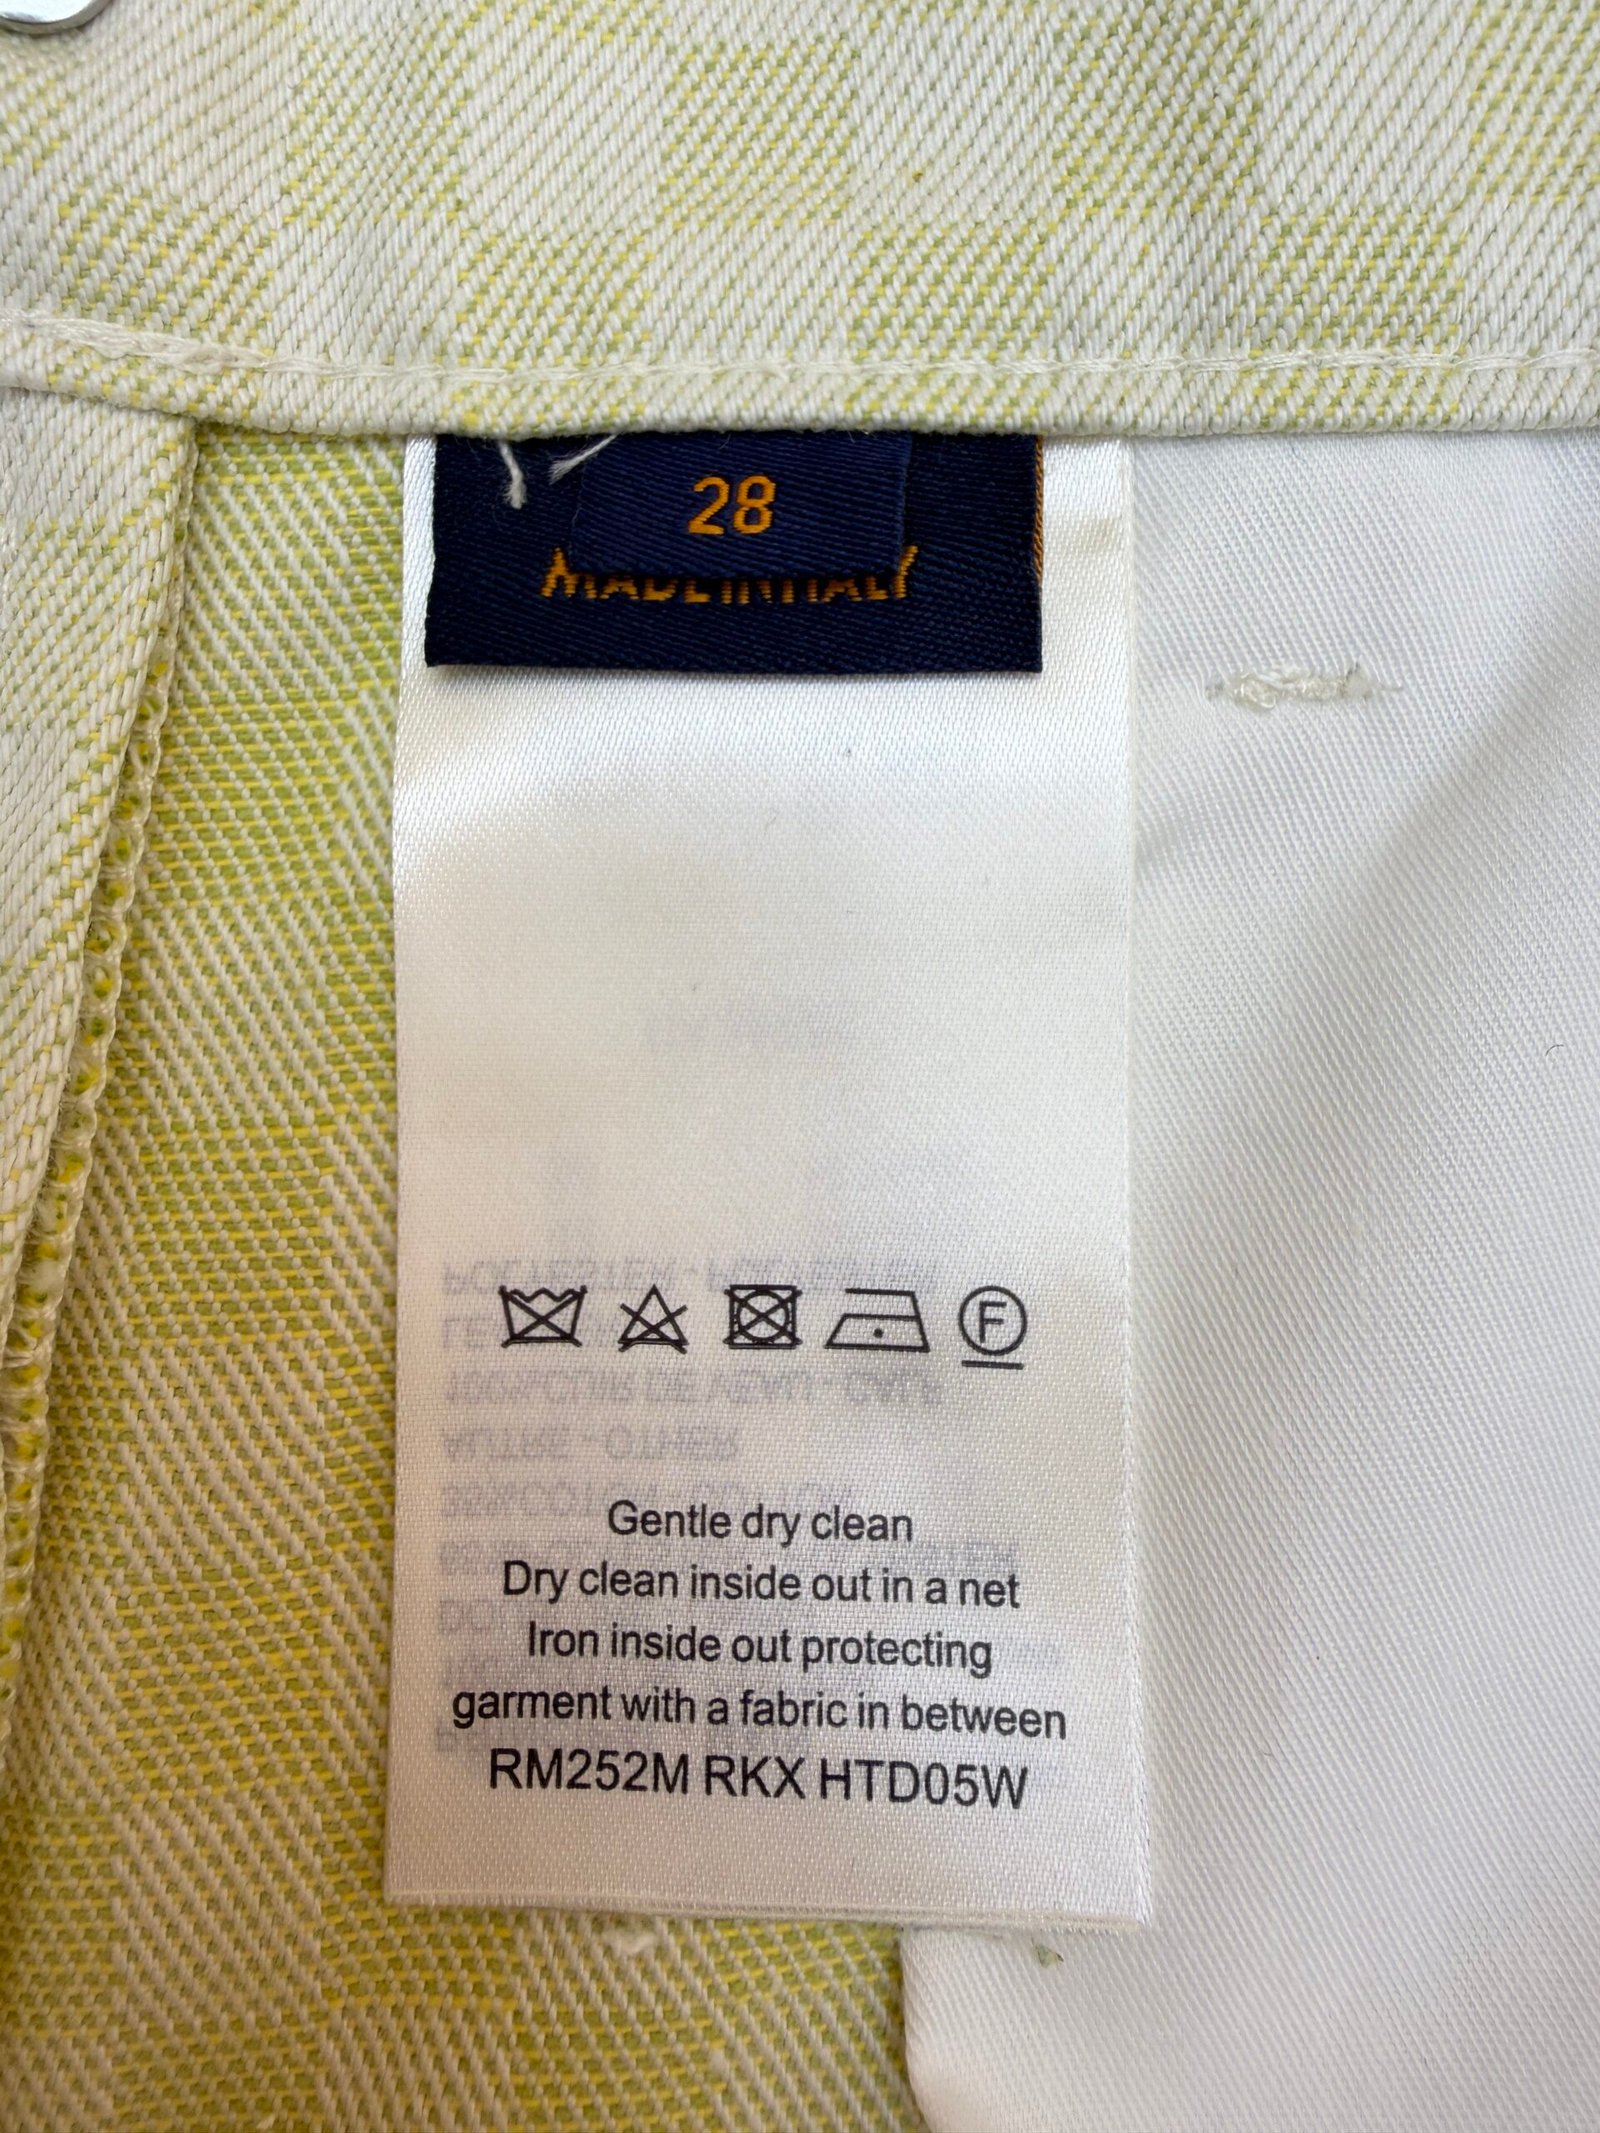 28
MADE IN ITALY
F
Gentle dry clean
Dry clean inside out in a net
Iron inside out protecting
garment with a fabric in between
RM252M RKX HTD05W